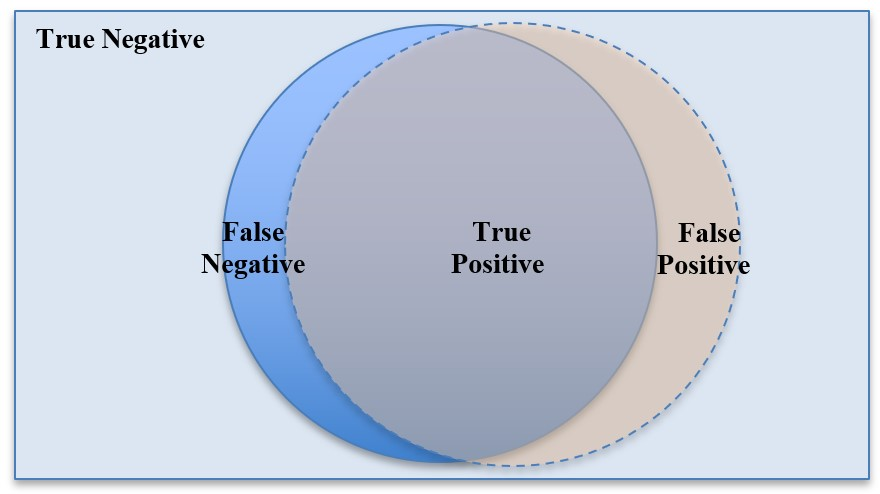 True Negative
False
Negative
True
Positive
False
Positive